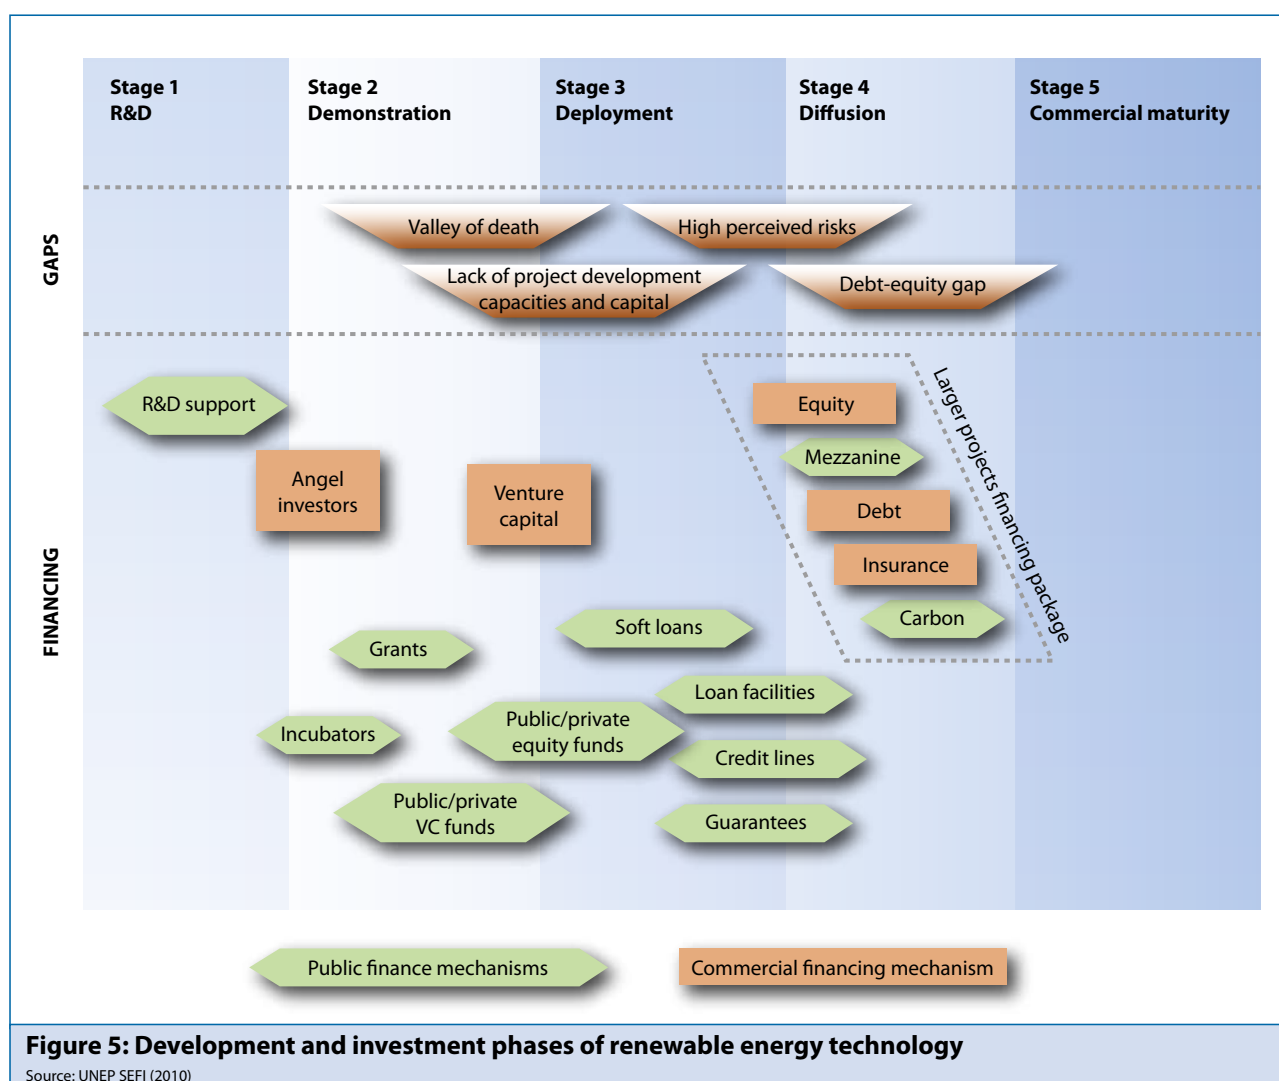 Stage 1
R&D
Stage 2
Demonstration
Stage 3
Deployment
Stage 4
Diffusion
Stage 5
Commercial maturity
GAPS
Valley of death
High perceived risks
Lack of project development
capacities and capital
Debt-equity gap
FINANCING
R&D support
Angel
investors
Venture
capital
Equity
Mezzanine
Debt
Insurance
Carbon
Larger projects financing package
Soft loans
Grants
Loan facilities
Public/private
equity funds
Incubators
Credit lines
Public/private
VC funds
Guarantees
Public finance mechanisms
Commercial financing mechanism
Figure 5: Development and investment phases of renewable energy technology
Source: UNEP SEFI (2010)